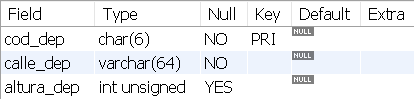 Field Type Null Key Default Extra
cod_dep char(6) NO PRI NULL
calle_dep varchar(64) NO NULL
altura_dep int unsigned YES NULL